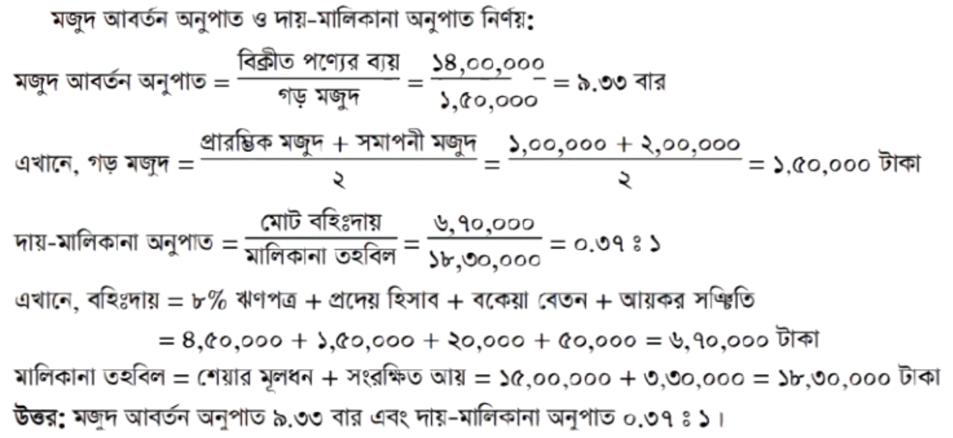 মজুদ আবর্তন অনুপাত ও দায়-মালিকানা অনুপাত নির্ণয়:
মজুদ আবর্তন অনুপাত = বিক্রীত পণ্যের ব্যয় / গড় মজুদ = ১৪,০০,০০০ / ১,৫০,০০০ = ৯.৩৩ বার
এখানে, গড় মজুদ = প্রারম্ভিক মজুদ + সমাপনী মজুদ / ২ = ১,০০,০০০ + ২,০০,০০০ / ২ = ১,৫০,০০০ টাকা
দায়-মালিকানা অনুপাত = মোট বহিঃদায় / মালিকানা তহবিল = ৬,৭০,০০০ / ১৮,৩০,০০০ = ০.৩৭ ঃ ১
এখানে, বহিঃদায় = ৮% ঋণপত্র + প্রদেয় হিসাব + বকেয়া বেতন + আয়কর সঞ্চিতি
= ৪,৫০,০০০ + ১,৫০,০০০ + ২০,০০০ + ৫০,০০০ = ৬,৭০,০০০ টাকা
মালিকানা তহবিল = শেয়ার মূলধন + সংরক্ষিত আয় = ১৫,০০,০০০ + ৩,৩০,০০০ = ১৮,৩০,০০০ টাকা
উত্তর: মজুদ আবর্তন অনুপাত ৯.৩৩ বার এবং দায়-মালিকানা অনুপাত ০.৩৭ ঃ ১।